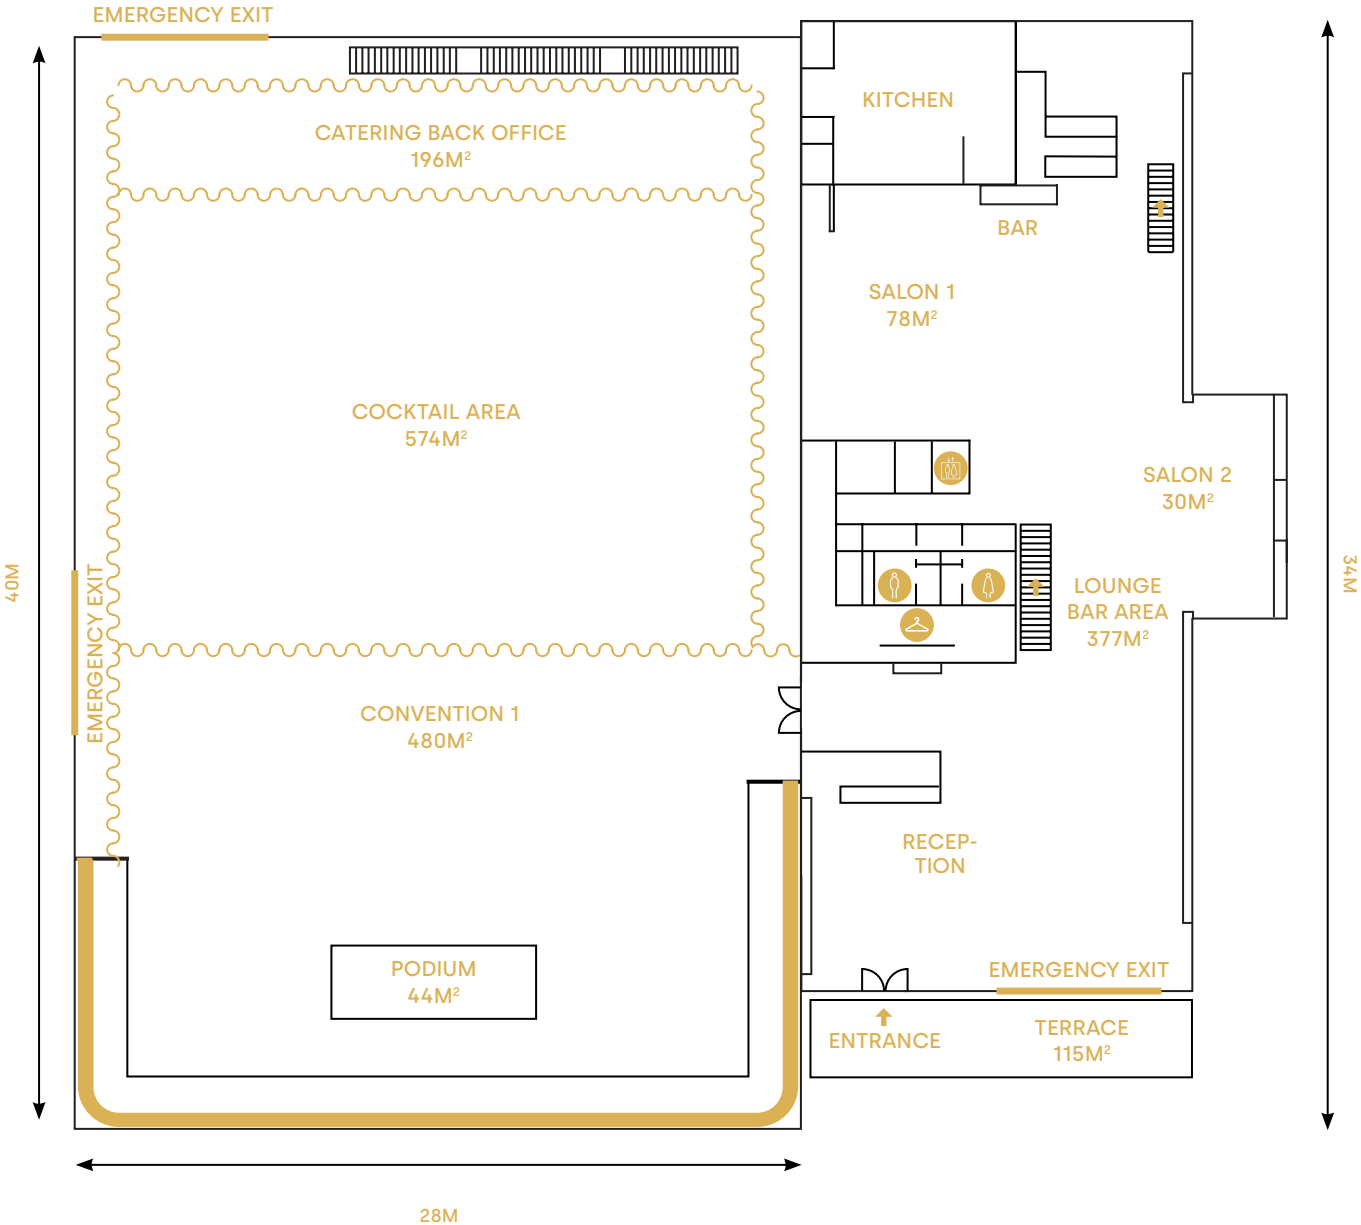 EMERGENCY EXIT
KITCHEN
CATERING BACK OFFICE
196M²
BAR
SALON 1
78M²
COCKTAIL AREA
574M²
SALON 2
30M²
40M
EMERGENCY EXIT
34M
LOUNGE
BAR AREA
377M²
CONVENTION 1
480M²
RECEP-
TION
PODIUM
44M²
EMERGENCY EXIT
ENTRANCE
TERRACE
115M²
28M